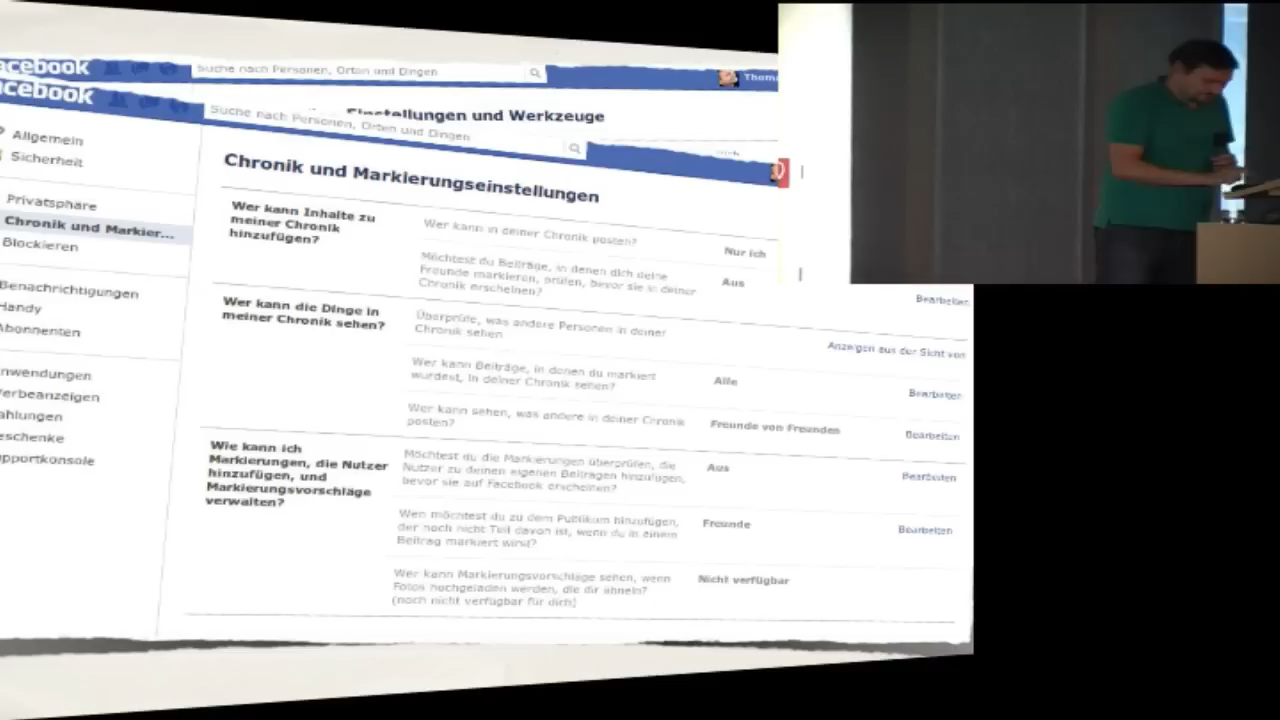 acebook
Suche nach Personen, Orten und Dingen
Thoma
acebook
Einstellungen und Werkzeuge
Suche nach Personen, Orten und Dingen
Allgemein
Sicherheit
Privatsphäre
Chronik und Markier...
Blockieren
Benachrichtigungen
Handy
Abonnenten
nwendungen
erbeanzeigen
ahlungen
eschenke
pportkonsole
Chronik und Markierungseinstellungen
Wer kann Inhalte zu
meiner Chronik
hinzufügen?
Wer kann in deiner Chronik posten?
Nur ich
Möchtest du Beiträge, in denen dich deine
Freunde markieren, prüfen, bevor sie in deiner
Chronik erscheinen?
Aus
Bearbeiten
Wer kann die Dinge in
meiner Chronik sehen?
Überprüfe, was andere Personen in deiner
Chronik sehen
Anzeigen aus der Sicht von
Wer kann Beiträge, in denen du markiert
wurdest, in deiner Chronik sehen?
Alle
Bearbeiten
Wer kann sehen, was andere in deiner Chronik
posten?
Freunde von Freunden
Bearbeiten
Wie kann ich
Markierungen, die Nutzer
hinzufügen, und
Markierungsvorschläge
verwalten?
Möchtest du die Markierungen überprüfen, die
Nutzer zu deinen eigenen Beiträgen hinzufügen,
bevor sie auf Facebook erscheinen?
Aus
Bearbeiten
Wen möchtest du zu dem Publikum hinzufügen,
der noch nicht Teil davon ist, wenn du in einem
Beitrag markiert wirst?
Freunde
Bearbeiten
Wer kann Markierungsvorschläge sehen, wenn
Fotos hochgeladen werden, die dir ähneln?
(noch nicht verfügbar für dich)
Nicht verfügbar